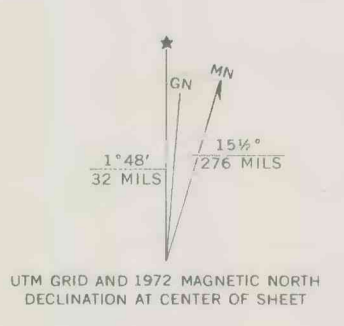 ★
GN
MN
1°48′
32 MILS
15½°
276 MILS
UTM GRID AND 1972 MAGNETIC NORTH
DECLINATION AT CENTER OF SHEET